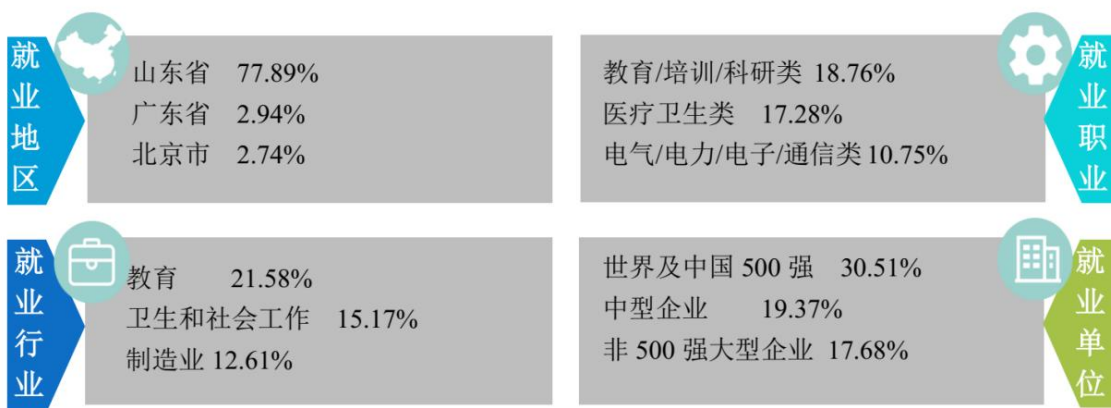 就业地区
山东省 77.89%
广东省 2.94%
北京市 2.74%
教育/培训/科研类 18.76%
医疗卫生类 17.28%
电气/电力/电子/通信类 10.75%
就业职业
就业行业
教育 21.58%
卫生和社会工作 15.17%
制造业 12.61%
世界及中国 500 强 30.51%
中型企业 19.37%
非 500 强大型企业 17.68%
就业单位